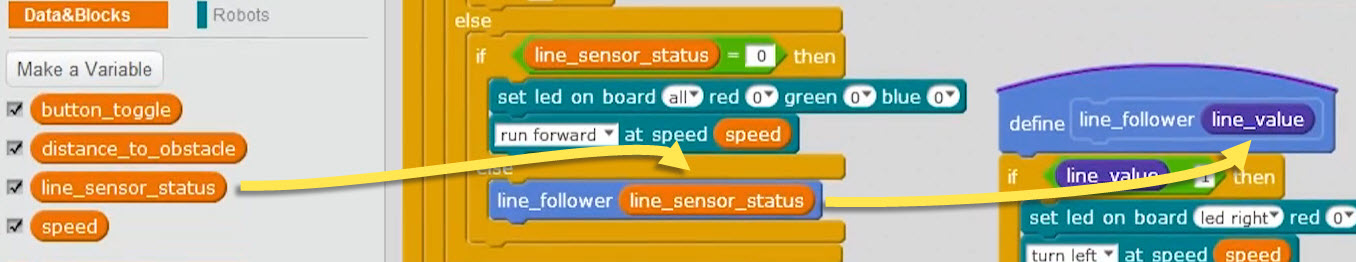 Data&Blocks
Robots
Make a Variable
button_toggle
distance_to_obstacle
line_sensor_status
speed
else
if line_sensor_status = 0 then
set led on board all red 0 green 0 blue 0
run forward at speed speed
else
line_follower line_sensor_status
define line_follower line_value
if line_value 1 then
set led on board led right red 0
turn left at speed speed